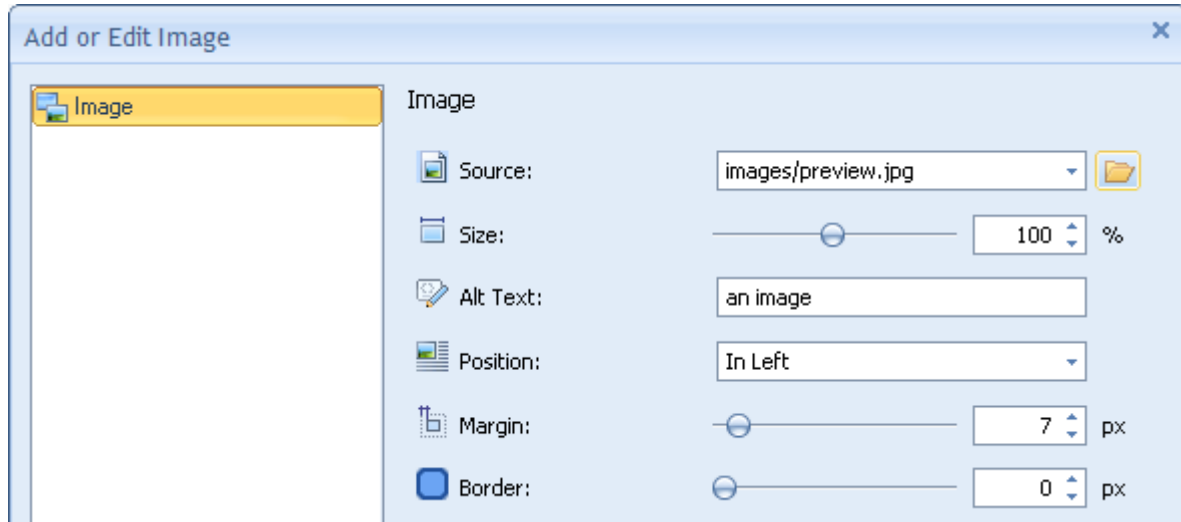 Add or Edit Image
Image
Image
Source: images/preview.jpg
Size: 100 %
Alt Text: an image
Position: In Left
Margin: 7 px
Border: 0 px